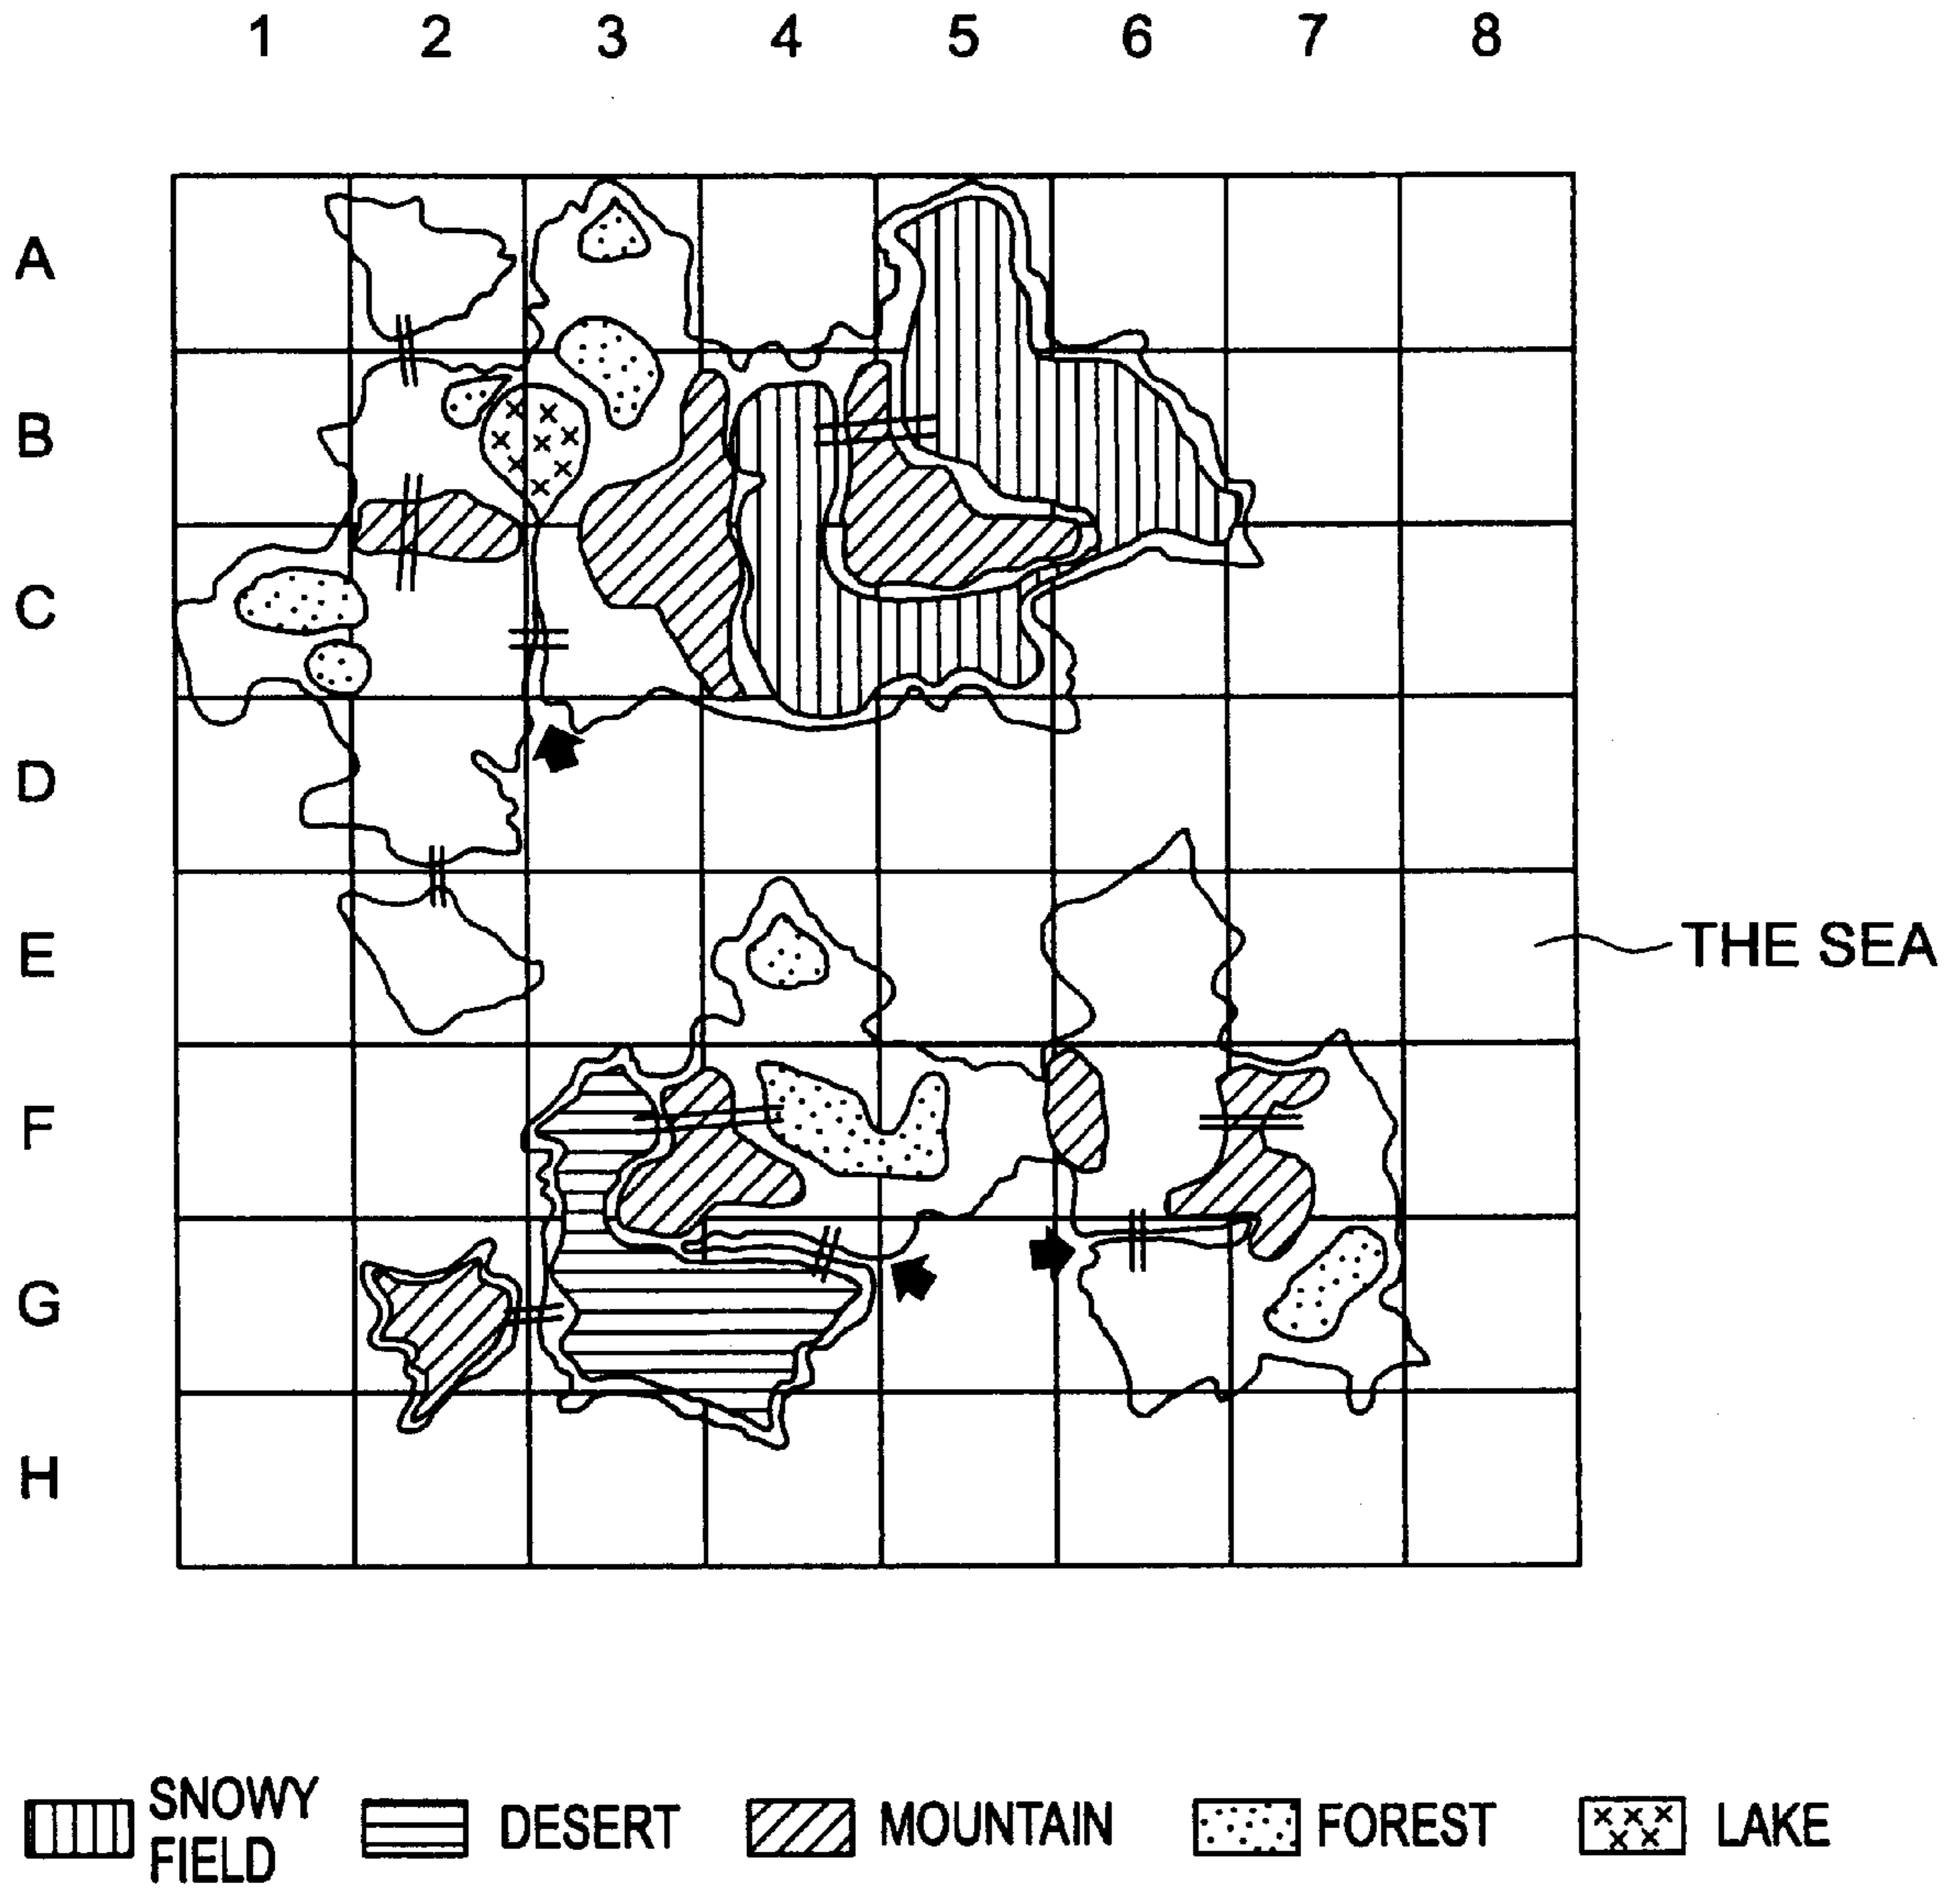 1 2 3 4 5 6 7 8
A
B
C
D
E
THE SEA
F
G
H
SNOWY FIELD
DESERT
MOUNTAIN
FOREST
LAKE